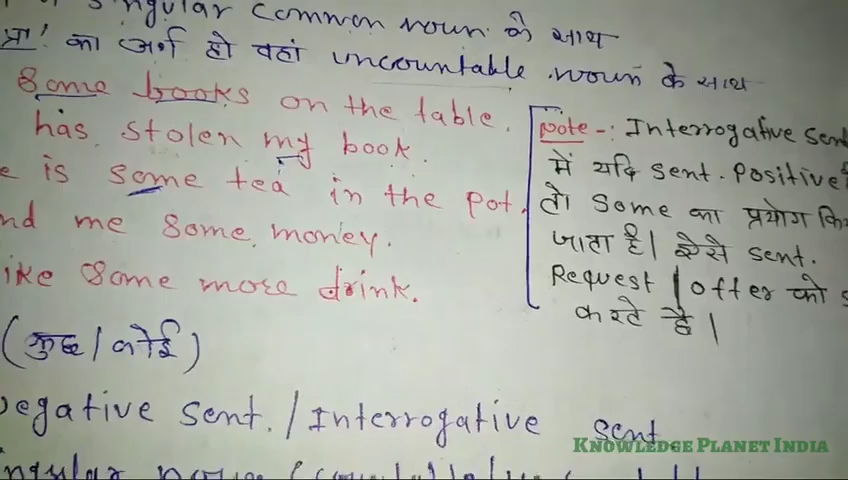 singular common noun के साथ
का अर्थ हो वहां uncountable noun के साथ
Some books on the table.
has stolen my book.
is some tea in the pot.
me some money.
some more drink.
(कुछ/कोई)
Negative sent. / Interrogative sent.
noun
Note -: Interrogative Sent
में यदि sent. positive
तो some का प्रयोग
जाता है। ऐसे sent.
Request / offer को
करते है।
KNOWLEDGE PLANET INDIA